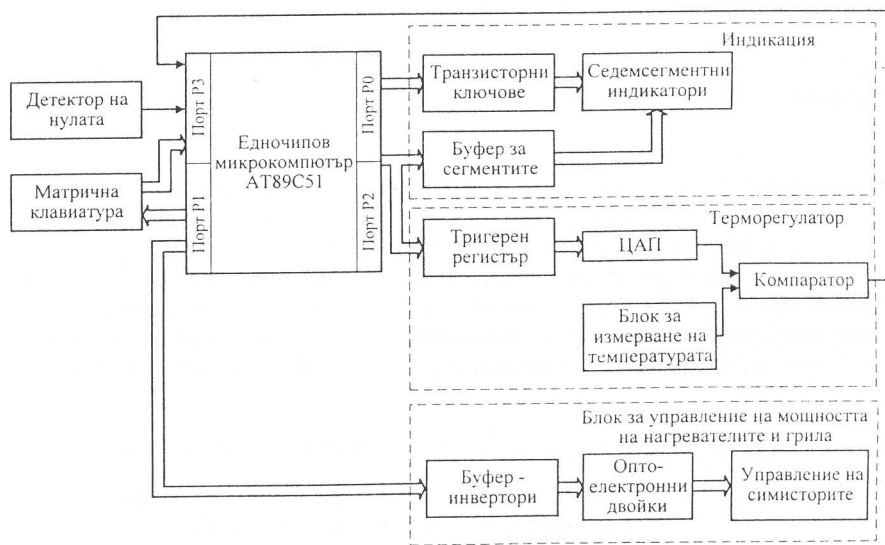 Индикация
Детектор на
нулата
Матрична
клавиатура
Порт P3
Порт P1
Едночипов
микрокомпютър
AT89C51
Порт P0
Порт P2
Транзисторни
ключове
Седемсегментни
индикатори
Буфер за
сегментите
Терморегулатор
Тригерен
регистър
ЦАП
Компаратор
Блок за
измерване на
температурата
Блок за управление на мощността
на нагревателите и грила
Буфер -
инвертори
Опто-
електронни
двойки
Управление на
симисторите